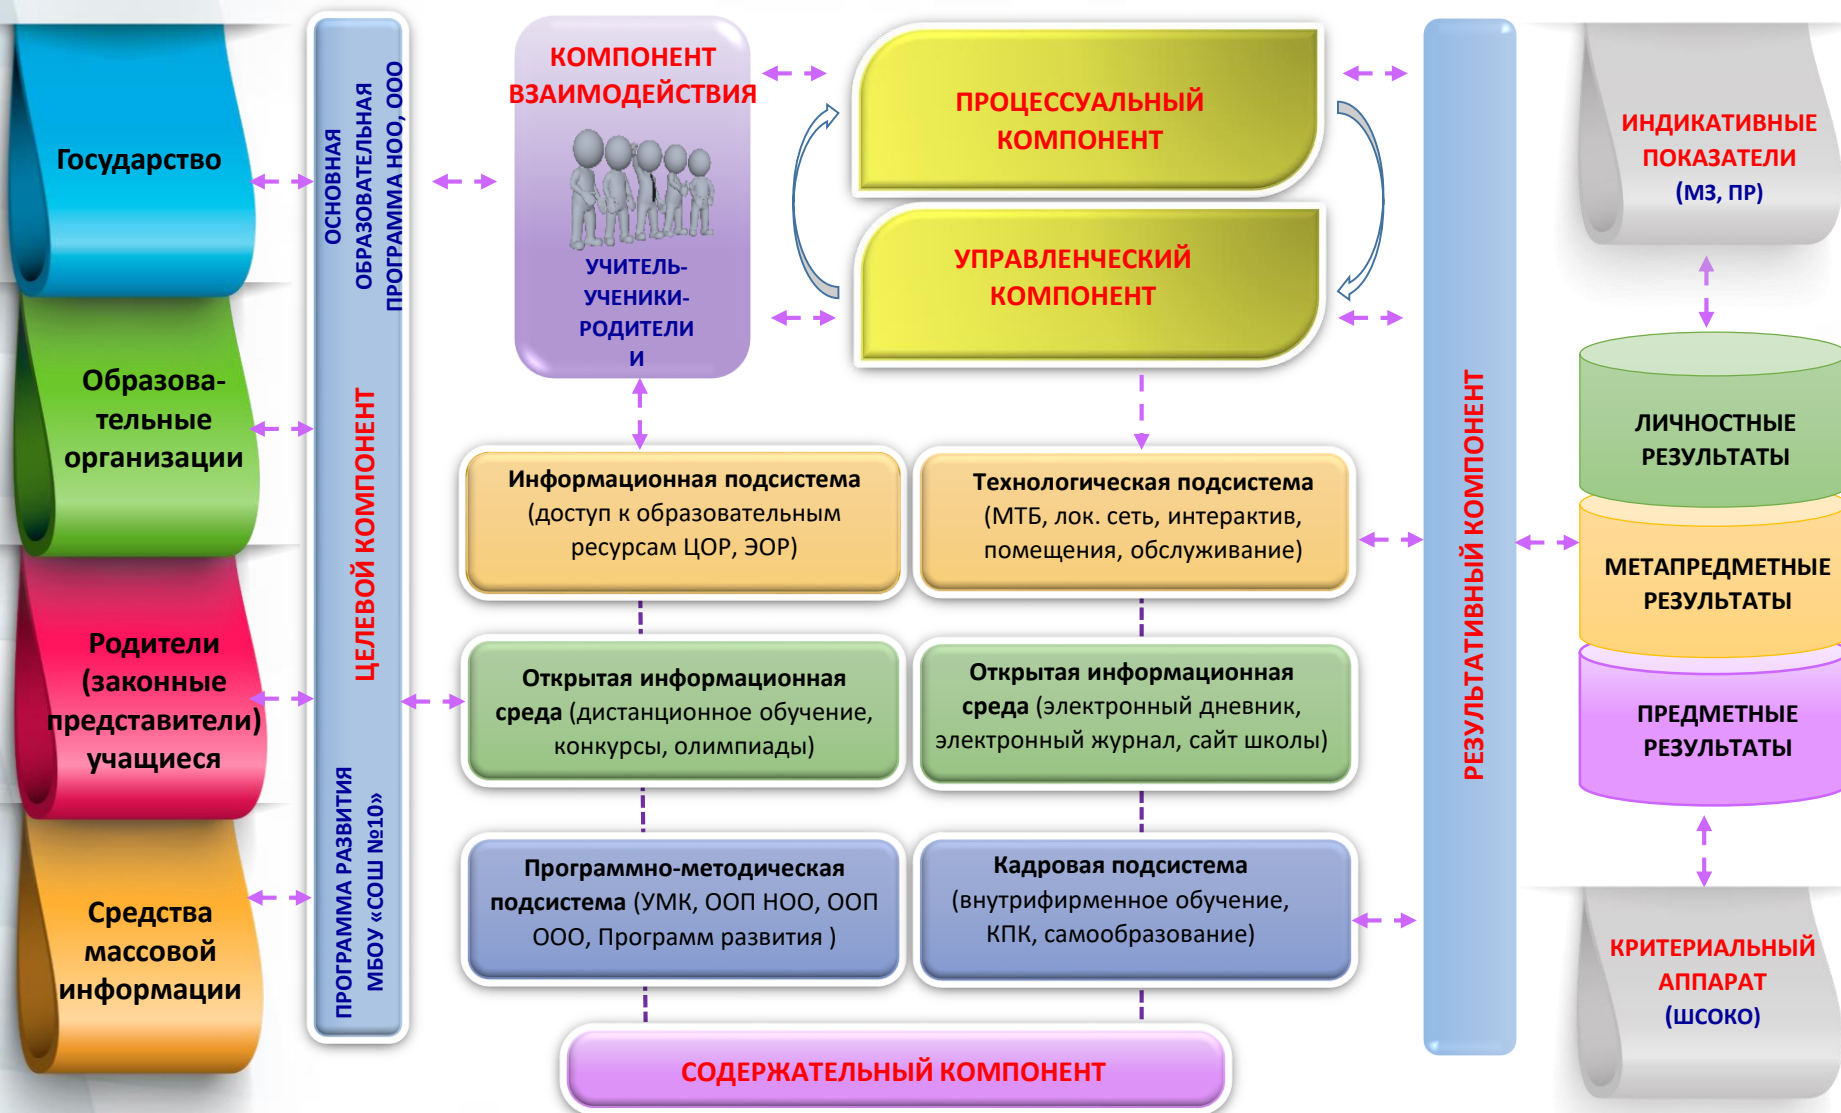 Государство
Образова-
тельные
организации
Родители
(законные
представители)
учащиеся
Средства
массовой
информации
ОСНОВНАЯ
ОБРАЗОВАТЕЛЬНАЯ
ПРОГРАММА НОО, ООО
ЦЕЛЕВОЙ КОМПОНЕНТ
ПРОГРАММА РАЗВИТИЯ
МБОУ «СОШ №10»
КОМПОНЕНТ
ВЗАИМОДЕЙСТВИЯ
УЧИТЕЛЬ-
УЧЕНИКИ-
РОДИТЕЛИ
И
ПРОЦЕССУАЛЬНЫЙ
КОМПОНЕНТ
УПРАВЛЕНЧЕСКИЙ
КОМПОНЕНТ
Информационная подсистема
(доступ к образовательным
ресурсам ЦОР, ЭОР)
Технологическая подсистема
(МТБ, лок. сеть, интерактив,
помещения, обслуживание)
Открытая информационная
среда (дистанционное обучение,
конкурсы, олимпиады)
Открытая информационная
среда (электронный дневник,
электронный журнал, сайт школы)
Программно-методическая
подсистема (УМК, ООП НОО, ООП
ООО, Программ развития )
Кадровая подсистема
(внутрифирменное обучение,
КПК, самообразование)
СОДЕРЖАТЕЛЬНЫЙ КОМПОНЕНТ
РЕЗУЛЬТАТИВНЫЙ КОМПОНЕНТ
ИНДИКАТИВНЫЕ
ПОКАЗАТЕЛИ
(МЗ, ПР)
ЛИЧНОСТНЫЕ
РЕЗУЛЬТАТЫ
МЕТАПРЕДМЕТНЫЕ
РЕЗУЛЬТАТЫ
ПРЕДМЕТНЫЕ
РЕЗУЛЬТАТЫ
КРИТЕРИАЛЬНЫЙ
АППАРАТ
(ШСОКО)